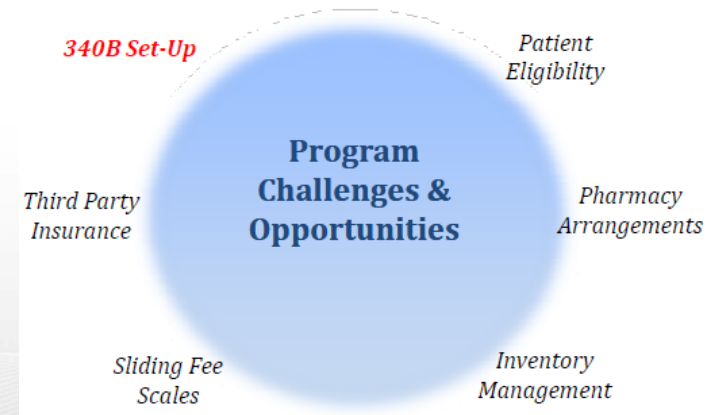 340B Set-Up
Patient
Eligibility
Program
Challenges &
Opportunities
Third Party
Insurance
Pharmacy
Arrangements
Sliding Fee
Scales
Inventory
Management